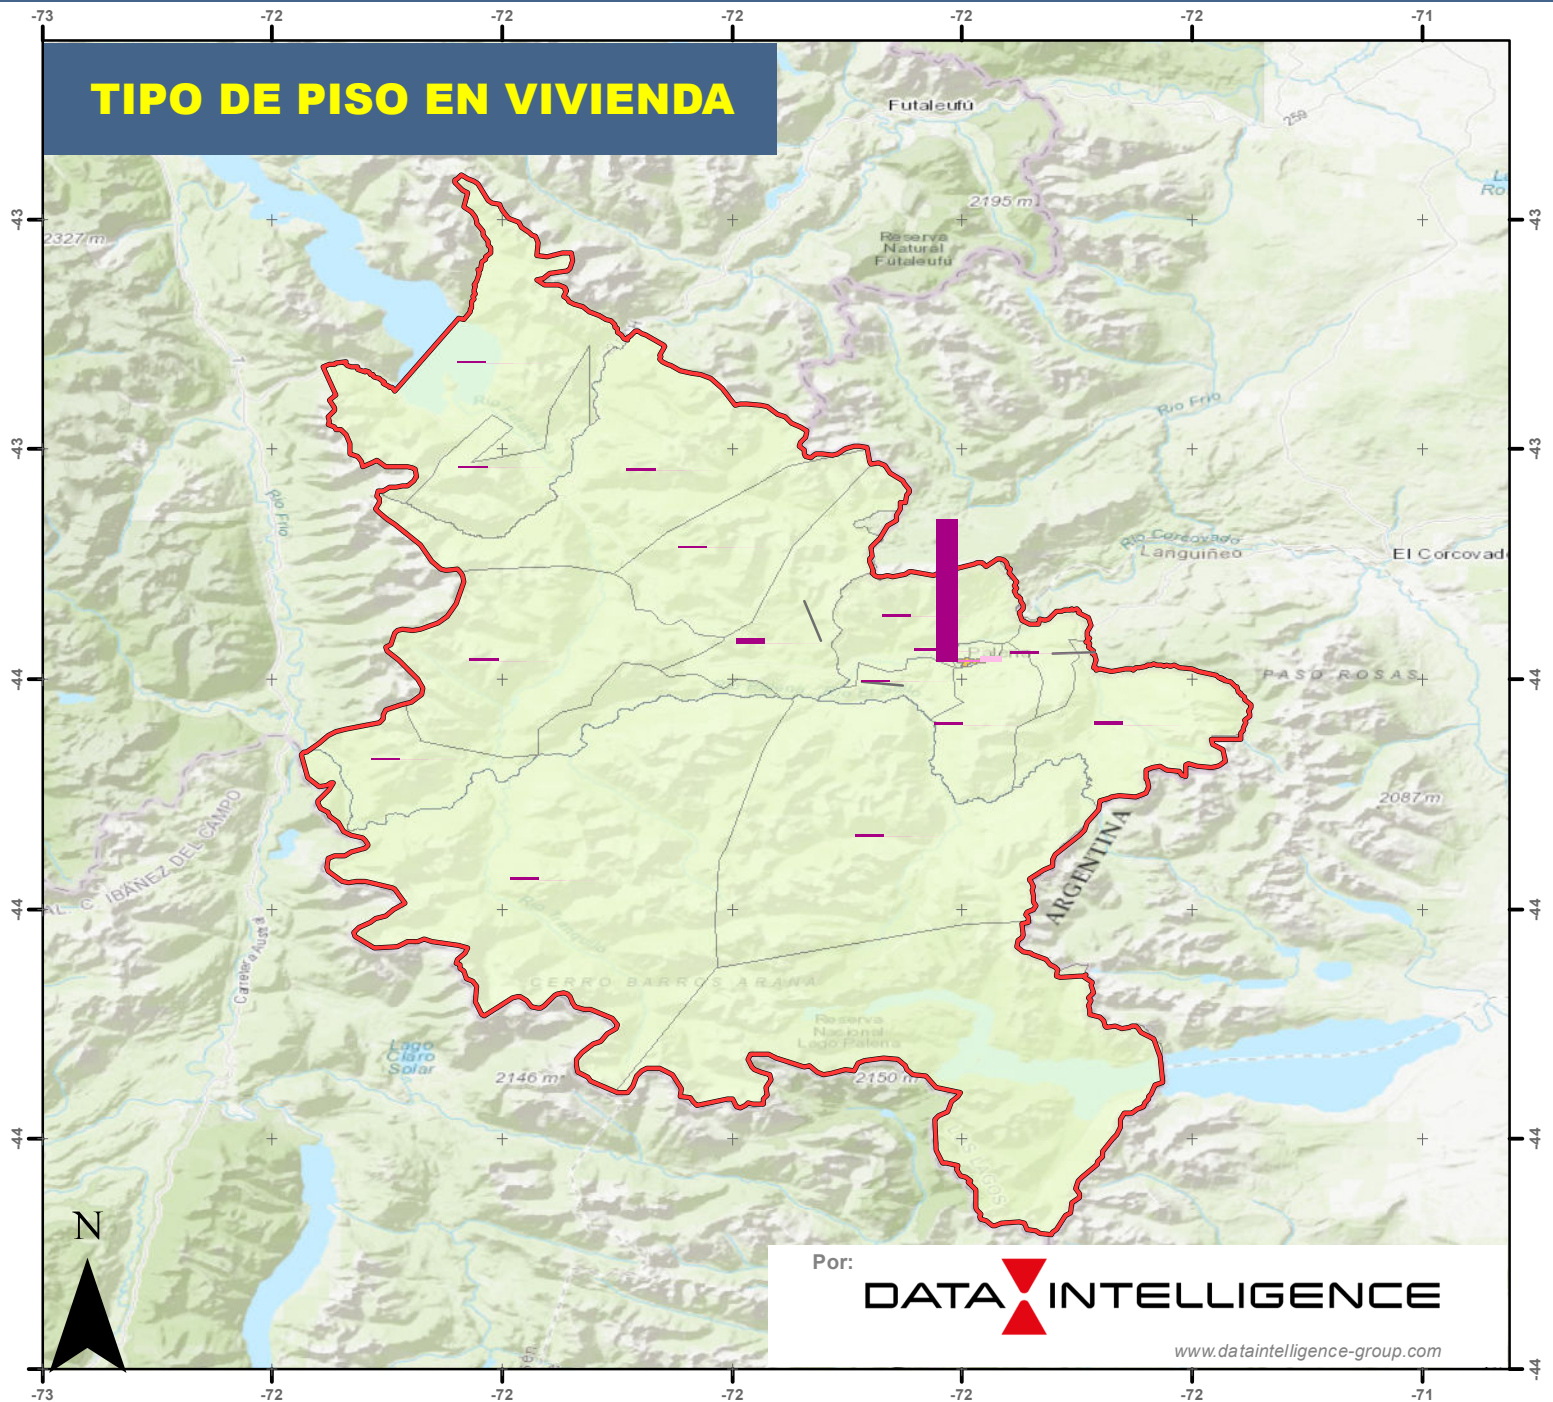 -73 -72 -72 -72 -72 -71
TIPO DE PISO EN VIVIENDA
Futaleufú
259
2195 m
-43 -43
2327 m
Reserva
Natural
Futaleufú
1
Río Frío
-43 -43
Río Frío
Río Corcovado
Languiñeo
El Corcovado
Palena
-44 -44
PASO ROSAS
2087 m
ARGENTINA
C. IBÁÑEZ DEL CAMPO
-44 -44
Carretera Austral
CERRO BARROS ARANA
Reserva
Nacional
Lago Palena
Lago
Claro
Solar
2146 m
2150 m
-44 -44
N
Por:
DATA INTELLIGENCE
www.dataintelligence-group.com
-44
-73 -72 -72 -72 -72 -71